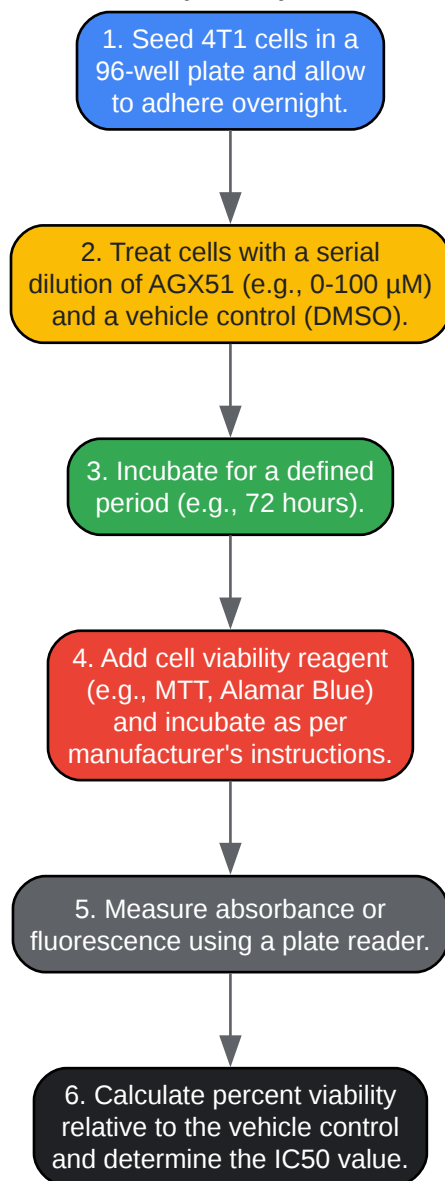 1. Seed 4T1 cells in a
96-well plate and allow
to adhere overnight.
2. Treat cells with a serial
dilution of AGX51 (e.g., 0-100 µM)
and a vehicle control (DMSO).
3. Incubate for a defined
period (e.g., 72 hours).
4. Add cell viability reagent
(e.g., MTT, Alamar Blue)
and incubate as per
manufacturer's instructions.
5. Measure absorbance or
fluorescence using a plate reader.
6. Calculate percent viability
relative to the vehicle control
and determine the IC50 value.